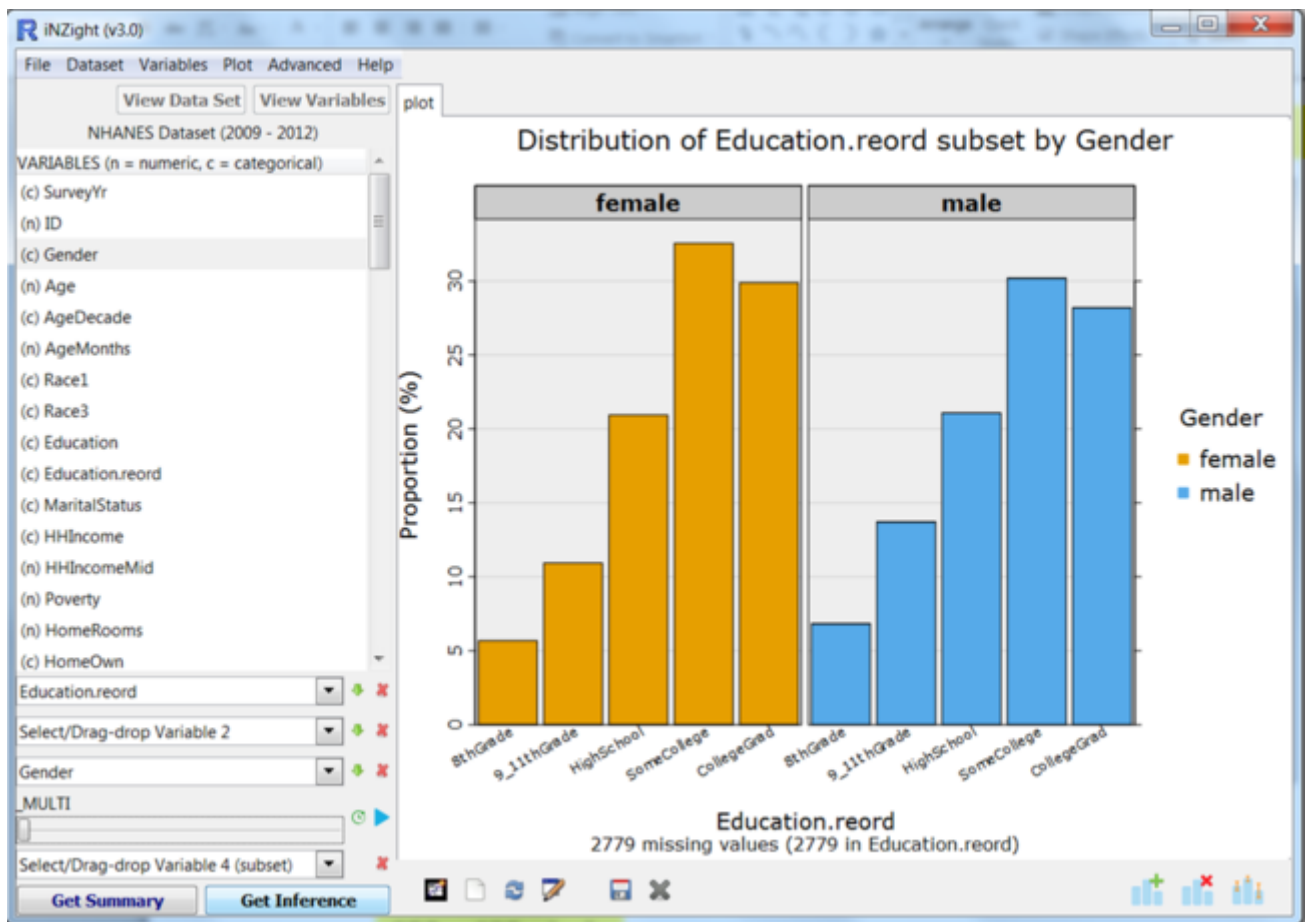 iNZight (v3.0)
File Dataset Variables Plot Advanced Help
View Data Set View Variables
NHANES Dataset (2009 - 2012)
VARIABLES (n = numeric, c = categorical)
(c) SurveyYr
(n) ID
(c) Gender
(n) Age
(c) AgeDecade
(n) AgeMonths
(c) Race1
(c) Race3
(c) Education
(c) Education.reord
(c) MaritalStatus
(c) HHIncome
(n) HHIncomeMid
(n) Poverty
(n) HomeRooms
(c) HomeOwn
Education.reord
Select/Drag-drop Variable 2
Gender
_MULTI
Select/Drag-drop Variable 4 (subset)
Get Summary Get Inference
plot
Distribution of Education.reord subset by Gender
female male
Proportion (%)
30
25
20
15
10
5
0
8thGrade 9_11thGrade HighSchool SomeCollege CollegeGrad 8thGrade 9_11thGrade HighSchool SomeCollege CollegeGrad
Education.reord
2779 missing values (2779 in Education.reord)
Gender
female
male